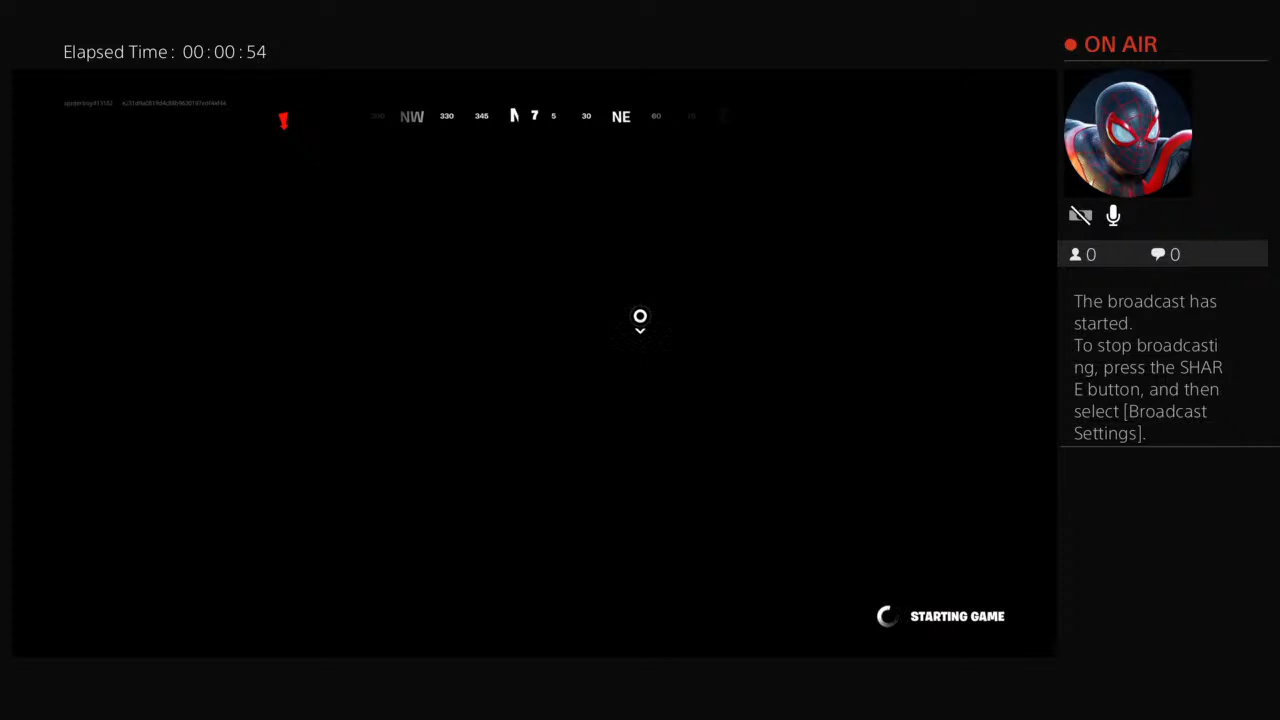 Elapsed Time: 00:00:54
ON AIR
NW 330 345 N 7 5 30 NE 60
0 0
The broadcast has
started.
To stop broadcasti
ng, press the SHAR
E button, and then
select [Broadcast
Settings].
STARTING GAME